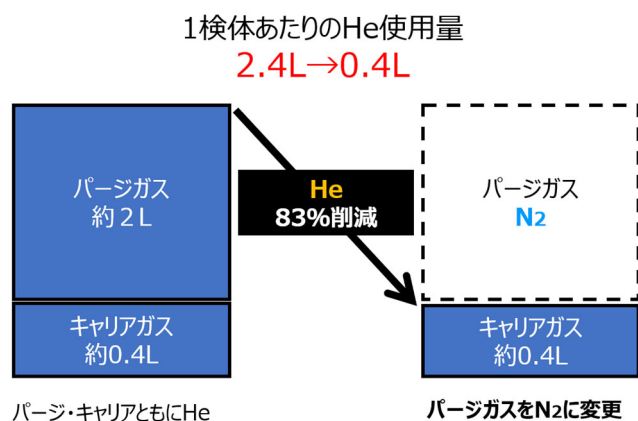 1検体あたりのHe使用量
2.4L→0.4L
パージガス
約2L
He
83%削減
パージガス
N2
キャリアガス
約0.4L
キャリアガス
約0.4L
パージ・キャリアともにHe
パージガスをN2に変更